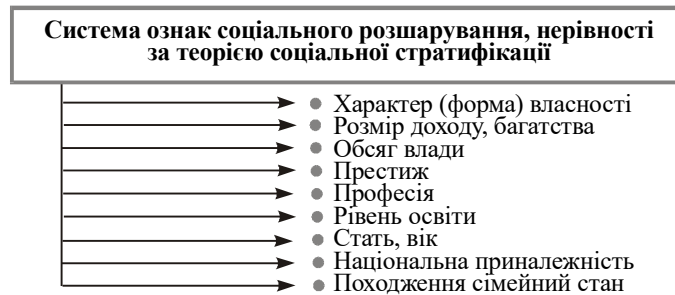 Система ознак соціального розшарування, нерівності
за теорією соціальної стратифікації
Характер (форма) власності
Розмір доходу, багатства
Обсяг влади
Престиж
Професія
Рівень освіти
Стать, вік
Національна приналежність
Походження сімейний стан